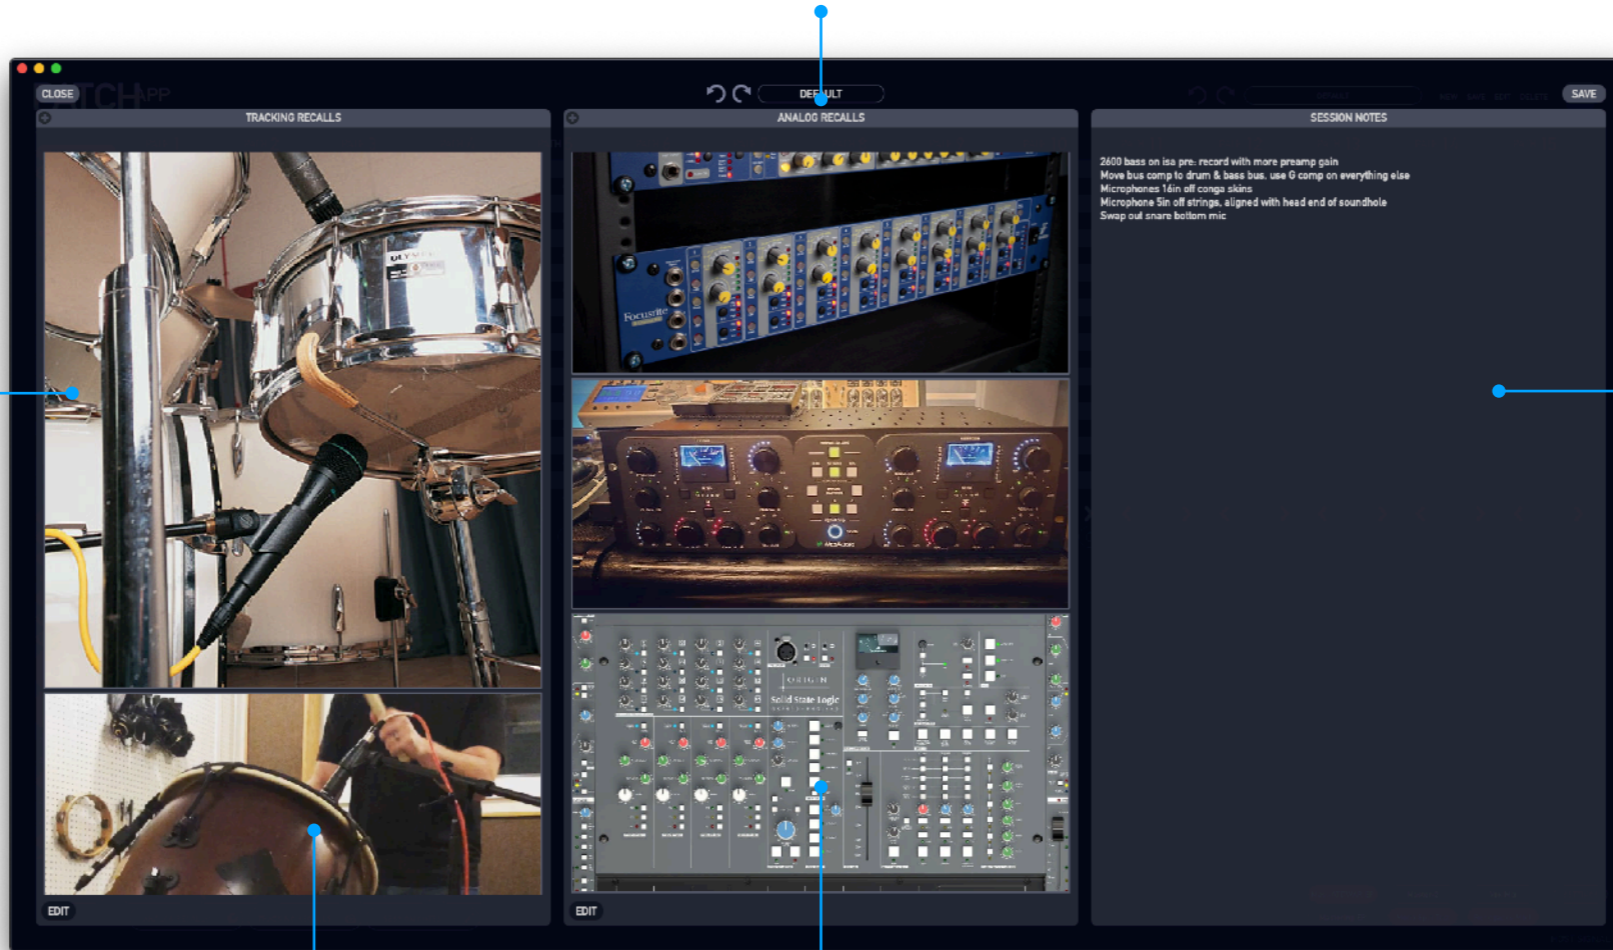 CLOSE
DEFAULT
SAVE
TRACKING RECALLS
ANALOG RECALLS
SESSION NOTES
2600 bass on isa pre: record with more preamp gain
Move bus comp to drum & bass bus. use G comp on everything else
Microphones 16in off conga skins
Microphone 5in off strings, aligned with head end of soundhole
Swap out snare bottom mic
Focusrite
ORIGIN
Solid State Logic
EDIT
EDIT